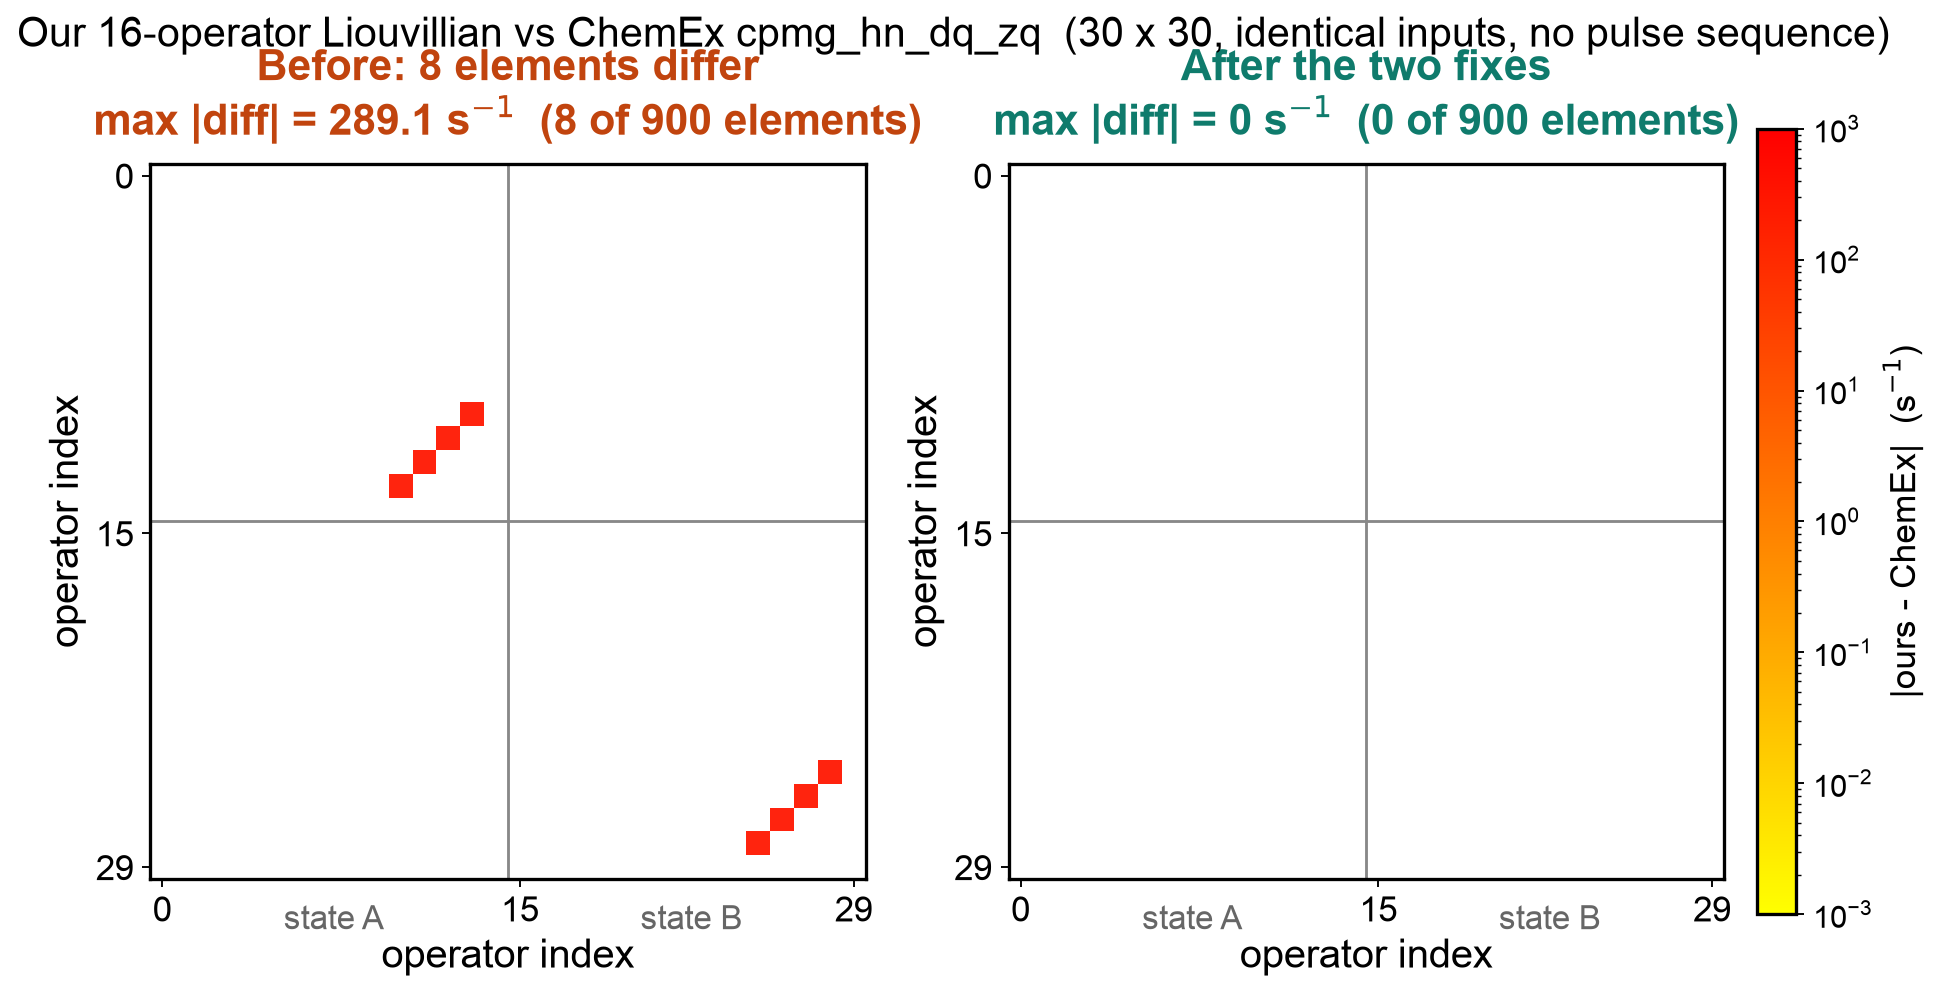 Our 16-operator Liouvillian vs ChemEx cpmg_hn_dq_zq (30 x 30, identical inputs, no pulse sequence)
Before: 8 elements differ
max |diff| = 289.1 s⁻¹ (8 of 900 elements)
After the two fixes
max |diff| = 0 s⁻¹ (0 of 900 elements)
operator index
0
15
29
0
15
29
state A
state B
operator index
operator index
0
15
29
0
15
29
state A
state B
operator index
10³
10²
10¹
10⁰
10⁻¹
10⁻²
10⁻³
|ours - ChemEx| (s⁻¹)